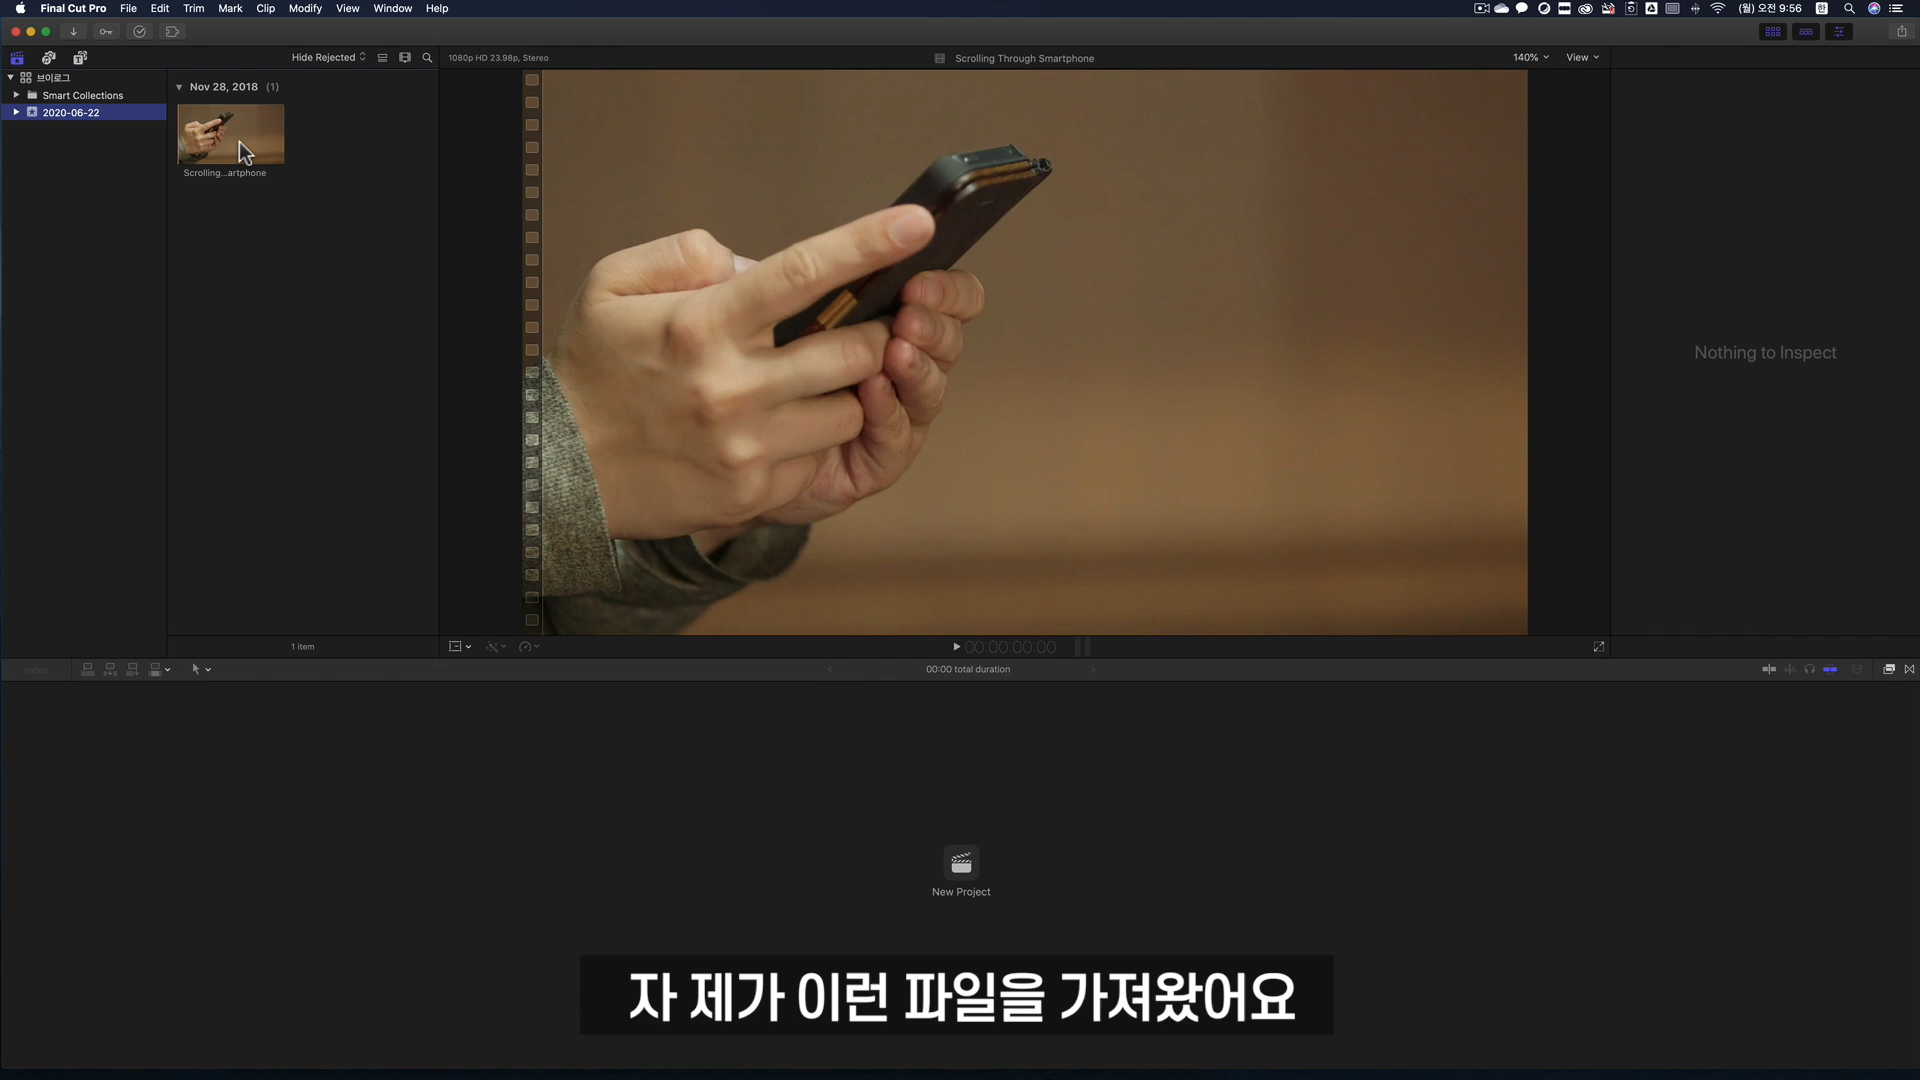 Final Cut Pro File Edit Trim Mark Clip Modify View Window Help
(월) 오전 9:56 한
Hide Rejected
1080p HD 23.98p, Stereo
Scrolling Through Smartphone
140% View
브이로그
Smart Collections
2020-06-22
Nov 28, 2018 (1)
Scrolling...artphone
Nothing to Inspect
1 item
00:00:00:00
Index
00:00 total duration
New Project
자 제가 이런 파일을 가져왔어요